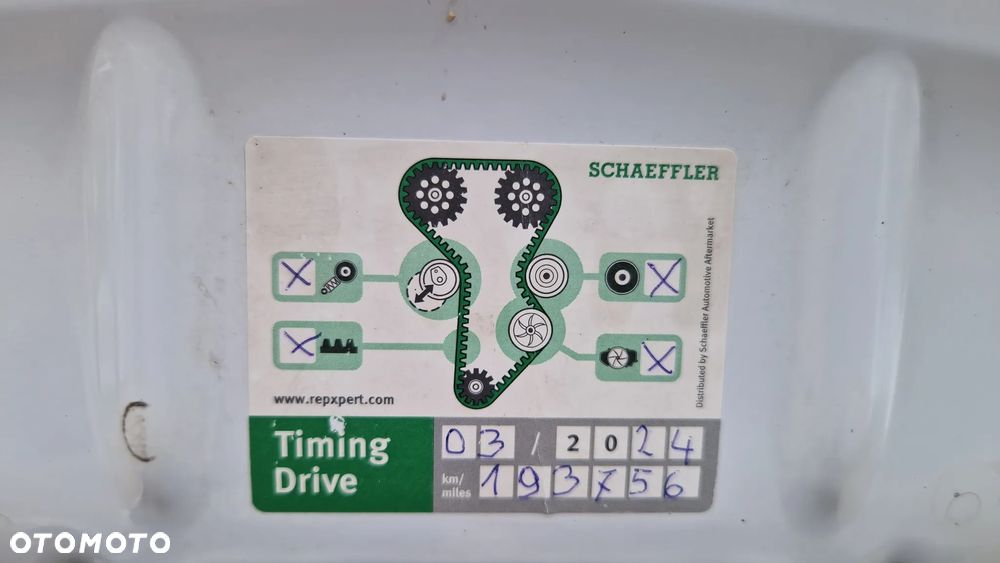 SCHAEFFLER
X
X
X
X
Distributed by Schaeffler Automotive Aftermarket
www.repxpert.com
Timing Drive
03 / 2024
km/miles 193756
OTOMOTO